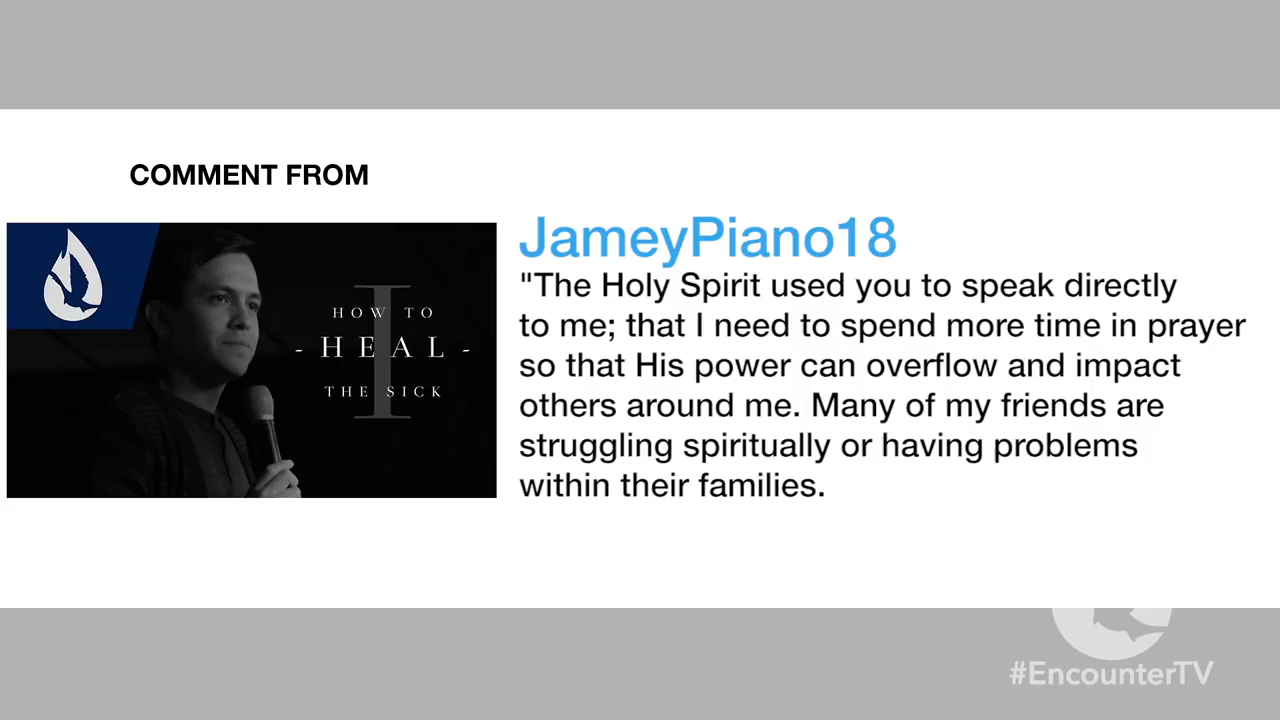 COMMENT FROM
HOW TO
- HEAL -
THE SICK
I
JameyPiano18
"The Holy Spirit used you to speak directly
to me; that I need to spend more time in prayer
so that His power can overflow and impact
others around me. Many of my friends are
struggling spiritually or having problems
within their families.
#EncounterTV